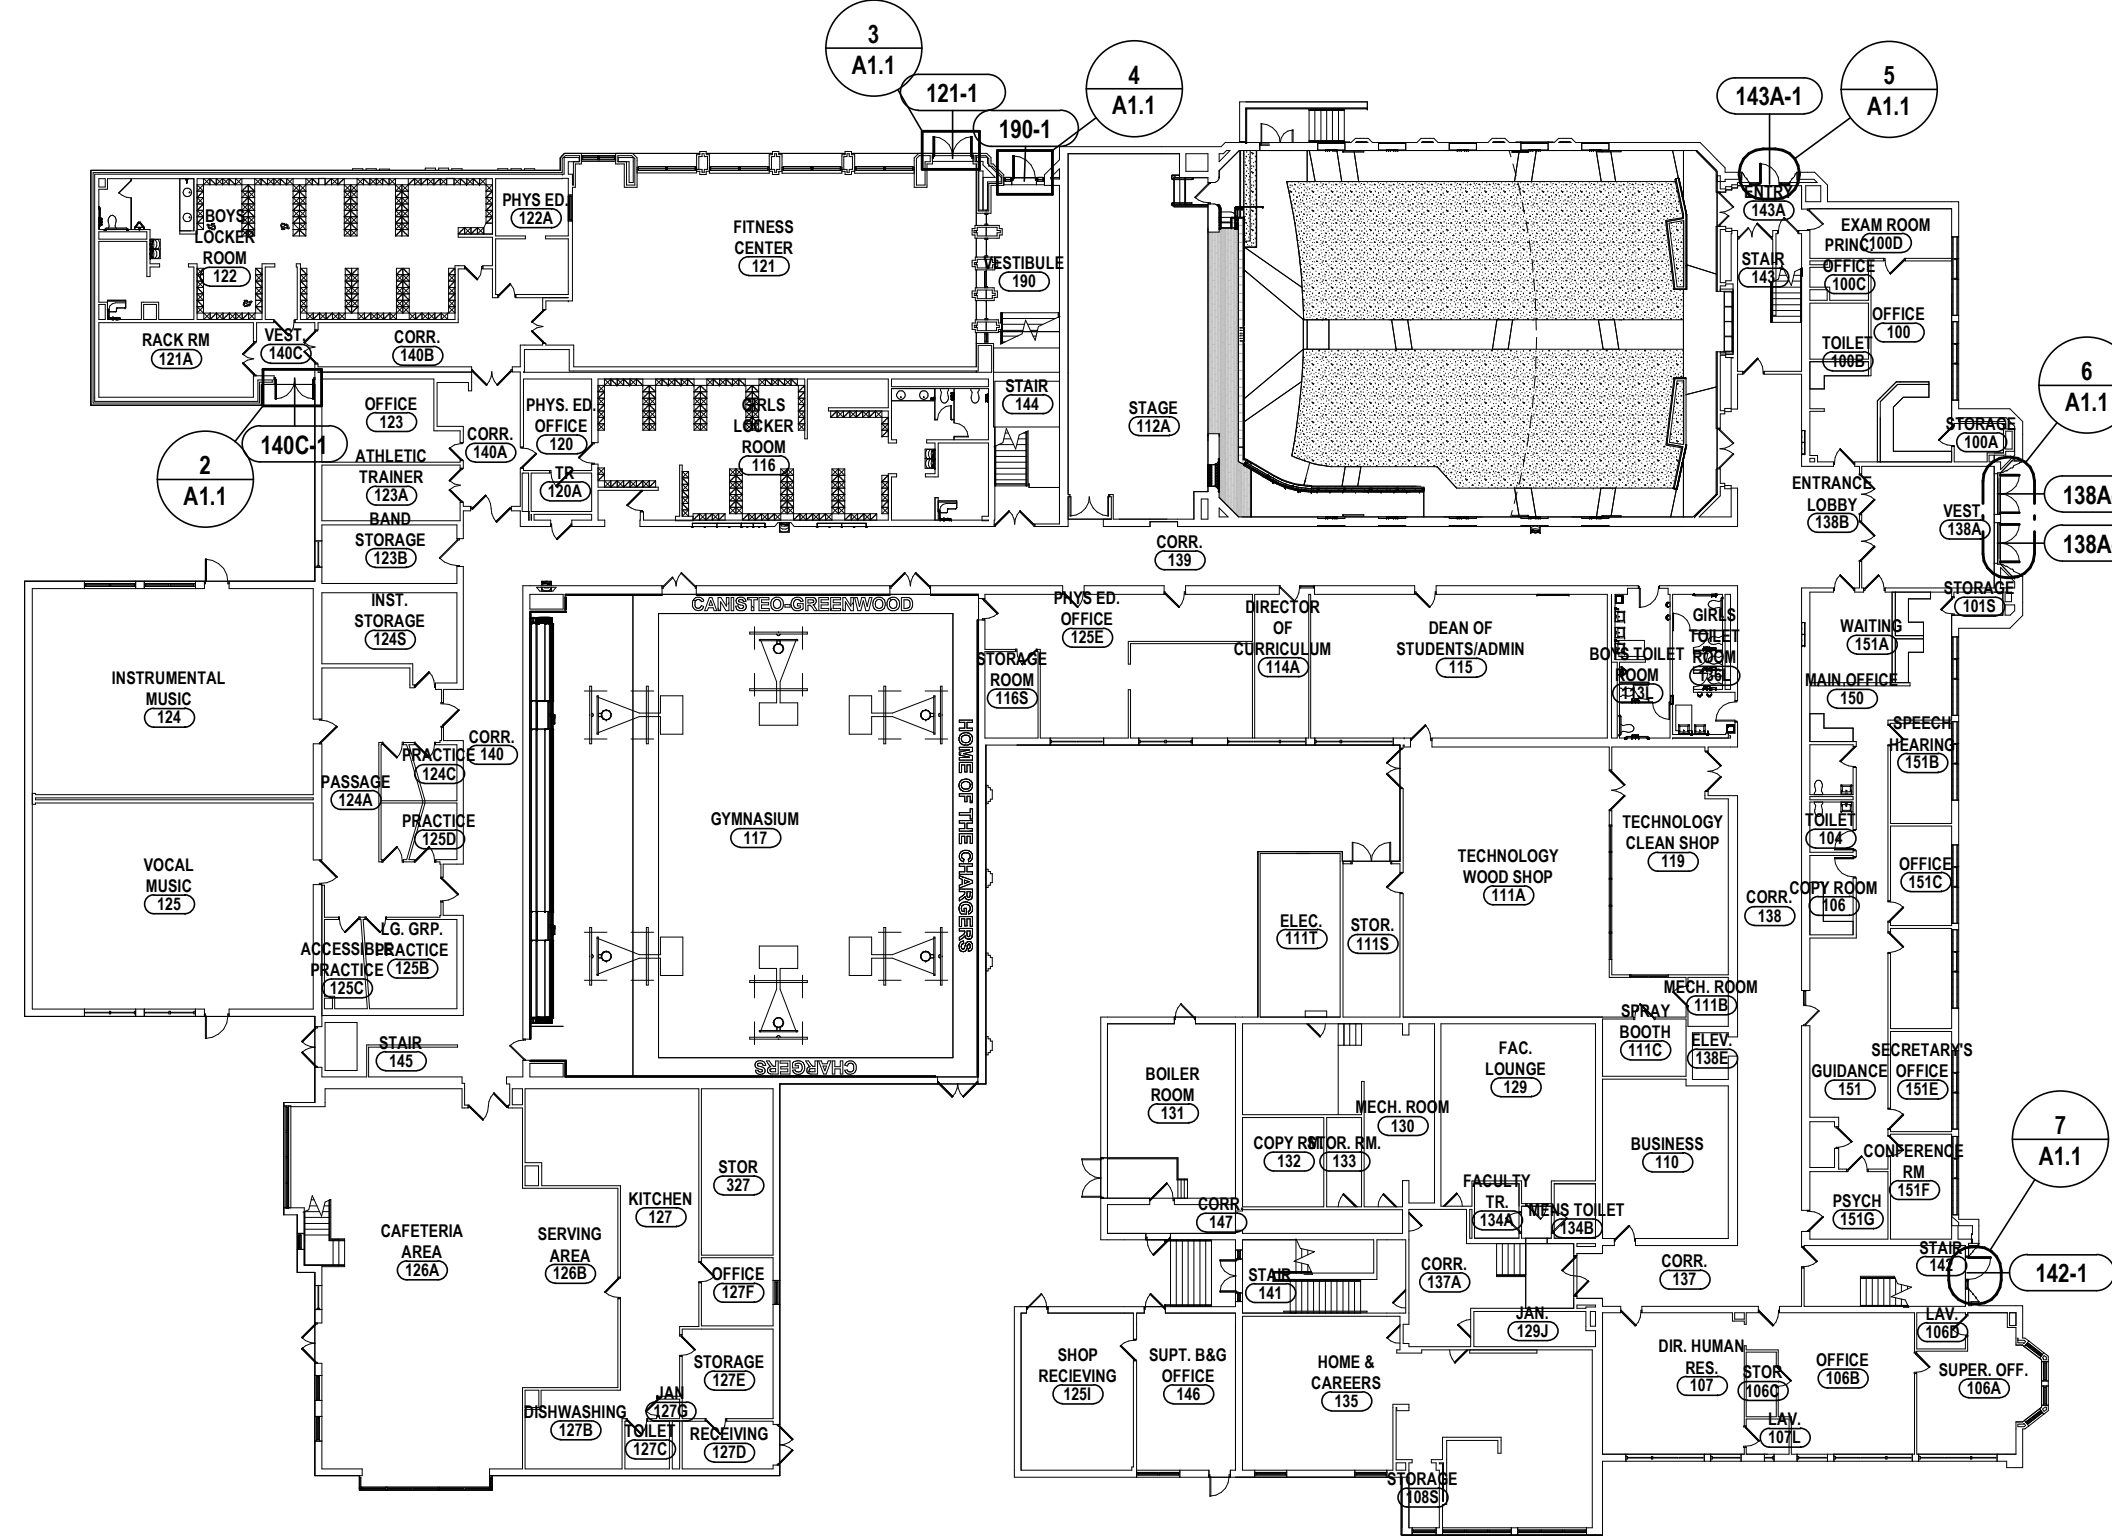 3
A1.1
121-1
4
A1.1
190-1
143A-1
5
A1.1
PHYS ED.
122A
BOYS
LOCKER
ROOM
122
FITNESS
CENTER
121
VESTIBULE
190
ENTRY
143A
EXAM ROOM
100D
PRINC.
OFFICE
100C
STAIR
143
OFFICE
100
TOILET
100B
RACK RM
121A
VEST.
140C
CORR.
140B
6
A1.1
2
A1.1
140C-1
OFFICE
123
ATHLETIC
TRAINER
123A
CORR.
140A
PHYS. ED.
OFFICE
120
TR
120A
GIRLS
LOCKER
ROOM
116
STAIR
144
STAGE
112A
STORAGE
100A
ENTRANCE
LOBBY
138B
VEST.
138A
138A
138A
BAND
STORAGE
123B
CORR.
139
INST.
STORAGE
124S
CANISTEO-GREENWOOD
PHYS ED.
OFFICE
125E
STORAGE
ROOM
116S
DIRECTOR
OF
CURRICULUM
114A
DEAN OF
STUDENTS/ADMIN
115
BOYS TOILET
ROOM
113L
GIRLS
TOILET
ROOM
136L
STORAGE
101S
WAITING
151A
MAIN OFFICE
150
SPEECH
HEARING
151B
INSTRUMENTAL
MUSIC
124
CORR.
140
PRACTICE
124C
PASSAGE
124A
PRACTICE
125D
GYMNASIUM
117
HOME OF THE CHARGERS
VOCAL
MUSIC
125
TECHNOLOGY
WOOD SHOP
111A
TECHNOLOGY
CLEAN SHOP
119
TOILET
104
OFFICE
151C
COPY ROOM
106
CORR.
138
ELEC.
111T
STOR.
111S
LG. GRP.
PRACTICE
125B
ACCESSIBLE
PRACTICE
125C
MECH. ROOM
111B
SPRAY
BOOTH
111C
ELEV.
138E
STAIR
145
CHARGERS
BOILER
ROOM
131
FAC.
LOUNGE
129
MECH. ROOM
130
COPY RM.
132
STOR. RM.
133
BUSINESS
110
GUIDANCE
151
SECRETARY'S
OFFICE
151E
CONFERENCE
RM
151F
7
A1.1
STOR
327
KITCHEN
127
CAFETERIA
AREA
126A
SERVING
AREA
126B
CORR.
147
FACULTY
TR.
134A
MENS TOILET
134B
PSYCH
151G
STAIR
142
142-1
OFFICE
127F
STAIR
141
CORR.
137A
CORR.
137
JAN.
129J
LAV.
106D
STORAGE
127E
SHOP
RECIEVING
125I
SUPT. B&G
OFFICE
146
HOME &
CAREERS
135
DIR. HUMAN
RES.
107
STOR
106C
OFFICE
106B
SUPER. OFF.
106A
DISHWASHING
127B
JAN
127G
TOILET
127C
RECEIVING
127D
LAV.
107L
STORAGE
108S